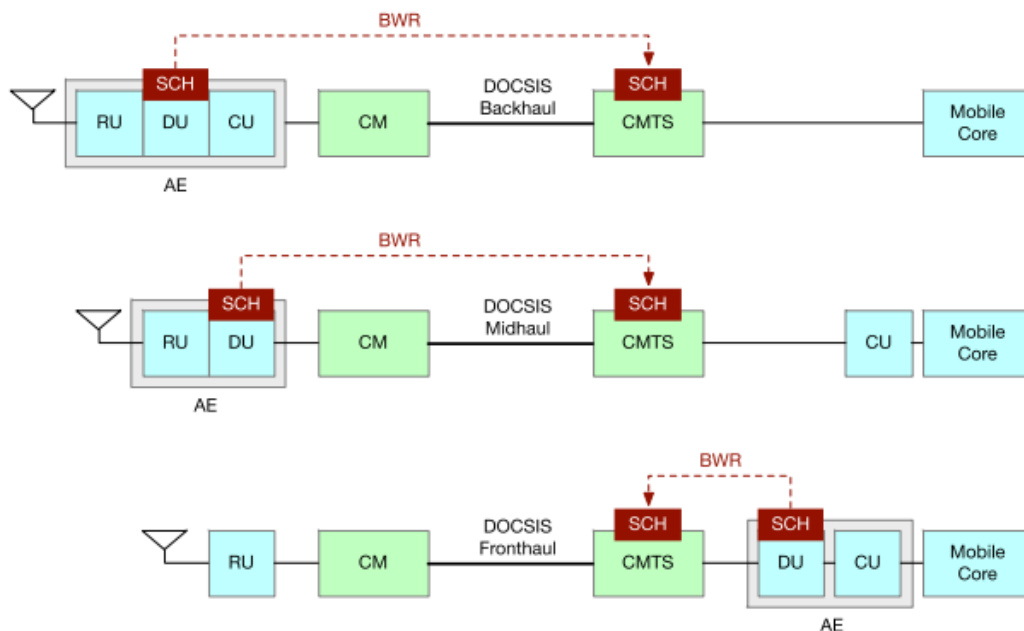 BWR
SCH
SCH
RU
DU
CU
CM
DOCSIS
Backhaul
CMTS
Mobile
Core
AE
BWR
SCH
SCH
RU
DU
CM
DOCSIS
Midhaul
CMTS
CU
Mobile
Core
AE
BWR
SCH
SCH
RU
CM
DOCSIS
Fronthaul
CMTS
DU
CU
Mobile
Core
AE